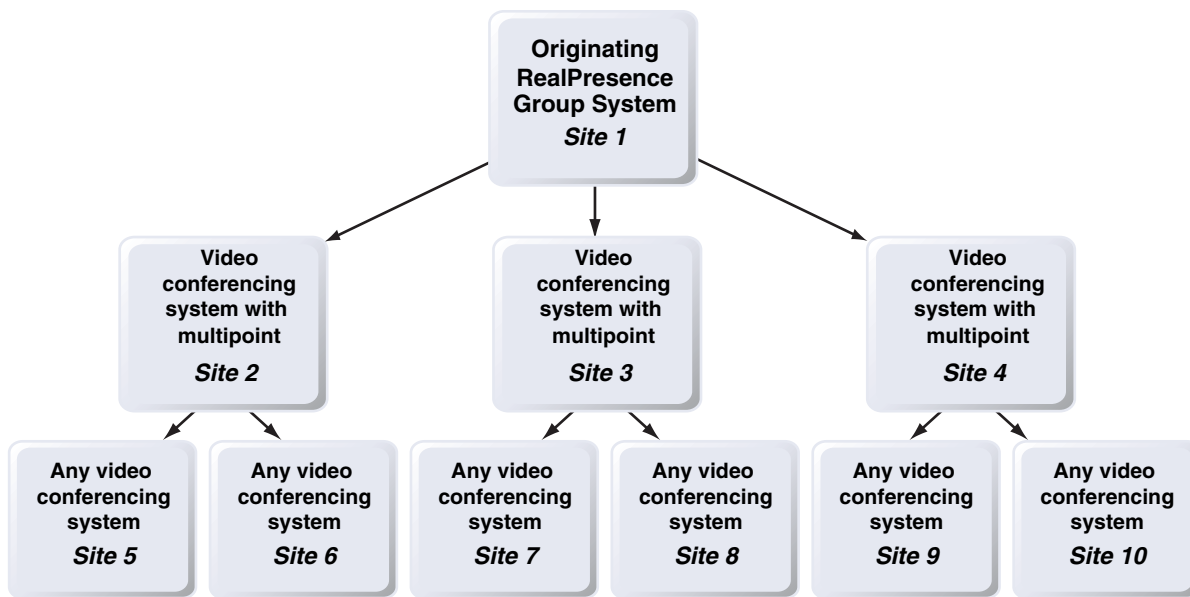 Originating
RealPresence
Group System
Site 1
Video
conferencing
system with
multipoint
Site 2
Video
conferencing
system with
multipoint
Site 3
Video
conferencing
system with
multipoint
Site 4
Any video
conferencing
system
Site 5
Any video
conferencing
system
Site 6
Any video
conferencing
system
Site 7
Any video
conferencing
system
Site 8
Any video
conferencing
system
Site 9
Any video
conferencing
system
Site 10